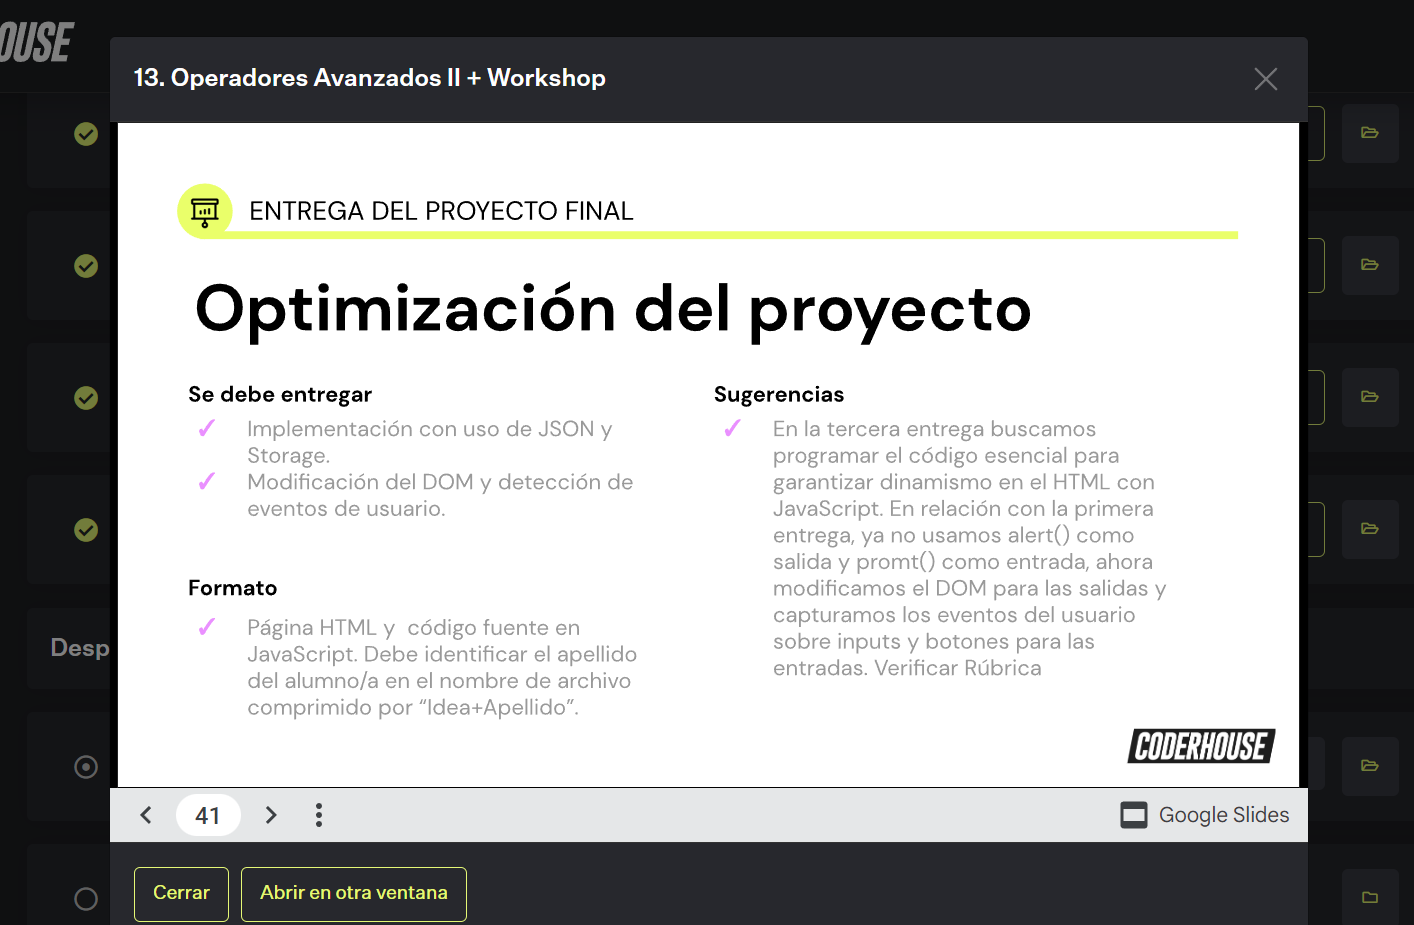 OUSE
13. Operadores Avanzados II + Workshop
ENTREGA DEL PROYECTO FINAL
Optimización del proyecto
Se debe entregar
✓ Implementación con uso de JSON y
Storage.
✓ Modificación del DOM y detección de
eventos de usuario.
Formato
✓ Página HTML y código fuente en
JavaScript. Debe identificar el apellido
del alumno/a en el nombre de archivo
comprimido por “Idea+Apellido”.
Sugerencias
✓ En la tercera entrega buscamos
programar el código esencial para
garantizar dinamismo en el HTML con
JavaScript. En relación con la primera
entrega, ya no usamos alert() como
salida y promt() como entrada, ahora
modificamos el DOM para las salidas y
capturamos los eventos del usuario
sobre inputs y botones para las
entradas. Verificar Rúbrica
CODERHOUSE
Desp
41
Google Slides
Cerrar
Abrir en otra ventana